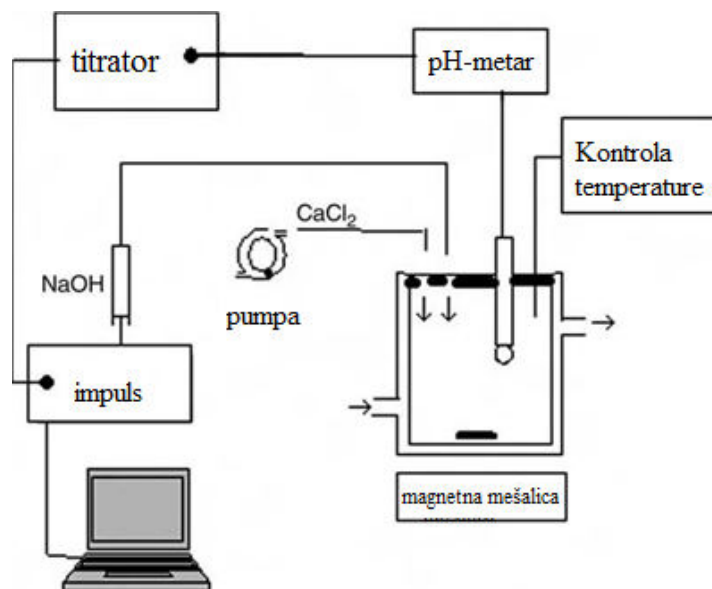 titrator
pH-metar
Kontrola
temperature
CaCl₂
NaOH
pumpa
impuls
magnetna mešalica